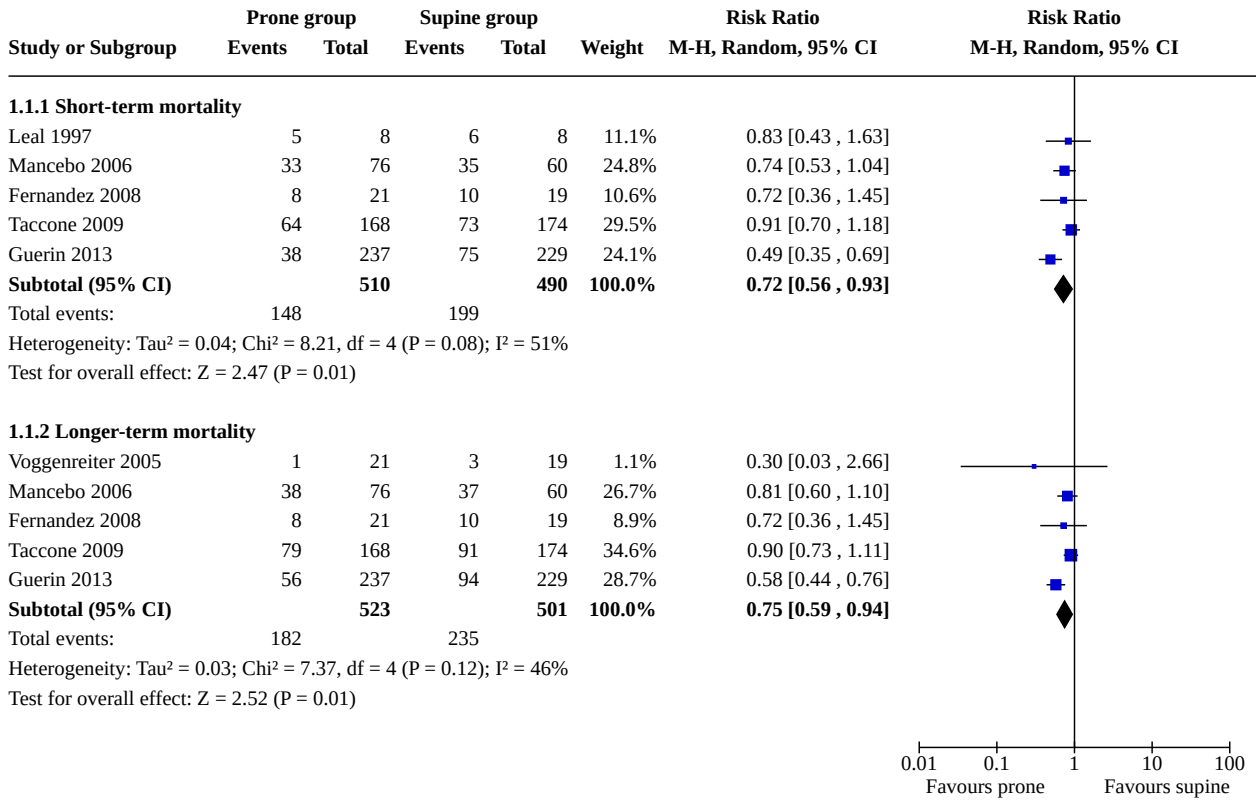 Prone group Supine group Risk Ratio Risk Ratio
Study or Subgroup Events Total Events Total Weight M-H, Random, 95% CI M-H, Random, 95% CI
1.1.1 Short-term mortality
Leal 1997 5 8 6 8 11.1% 0.83 [0.43 , 1.63]
Mancebo 2006 33 76 35 60 24.8% 0.74 [0.53 , 1.04]
Fernandez 2008 8 21 10 19 10.6% 0.72 [0.36 , 1.45]
Taccone 2009 64 168 73 174 29.5% 0.91 [0.70 , 1.18]
Guerin 2013 38 237 75 229 24.1% 0.49 [0.35 , 0.69]
Subtotal (95% CI) 510 490 100.0% 0.72 [0.56 , 0.93]
Total events: 148 199
Heterogeneity: Tau² = 0.04; Chi² = 8.21, df = 4 (P = 0.08); I² = 51%
Test for overall effect: Z = 2.47 (P = 0.01)
1.1.2 Longer-term mortality
Voggenreiter 2005 1 21 3 19 1.1% 0.30 [0.03 , 2.66]
Mancebo 2006 38 76 37 60 26.7% 0.81 [0.60 , 1.10]
Fernandez 2008 8 21 10 19 8.9% 0.72 [0.36 , 1.45]
Taccone 2009 79 168 91 174 34.6% 0.90 [0.73 , 1.11]
Guerin 2013 56 237 94 229 28.7% 0.58 [0.44 , 0.76]
Subtotal (95% CI) 523 501 100.0% 0.75 [0.59 , 0.94]
Total events: 182 235
Heterogeneity: Tau² = 0.03; Chi² = 7.37, df = 4 (P = 0.12); I² = 46%
Test for overall effect: Z = 2.52 (P = 0.01)
0.01 0.1 1 10 100
Favours prone Favours supine